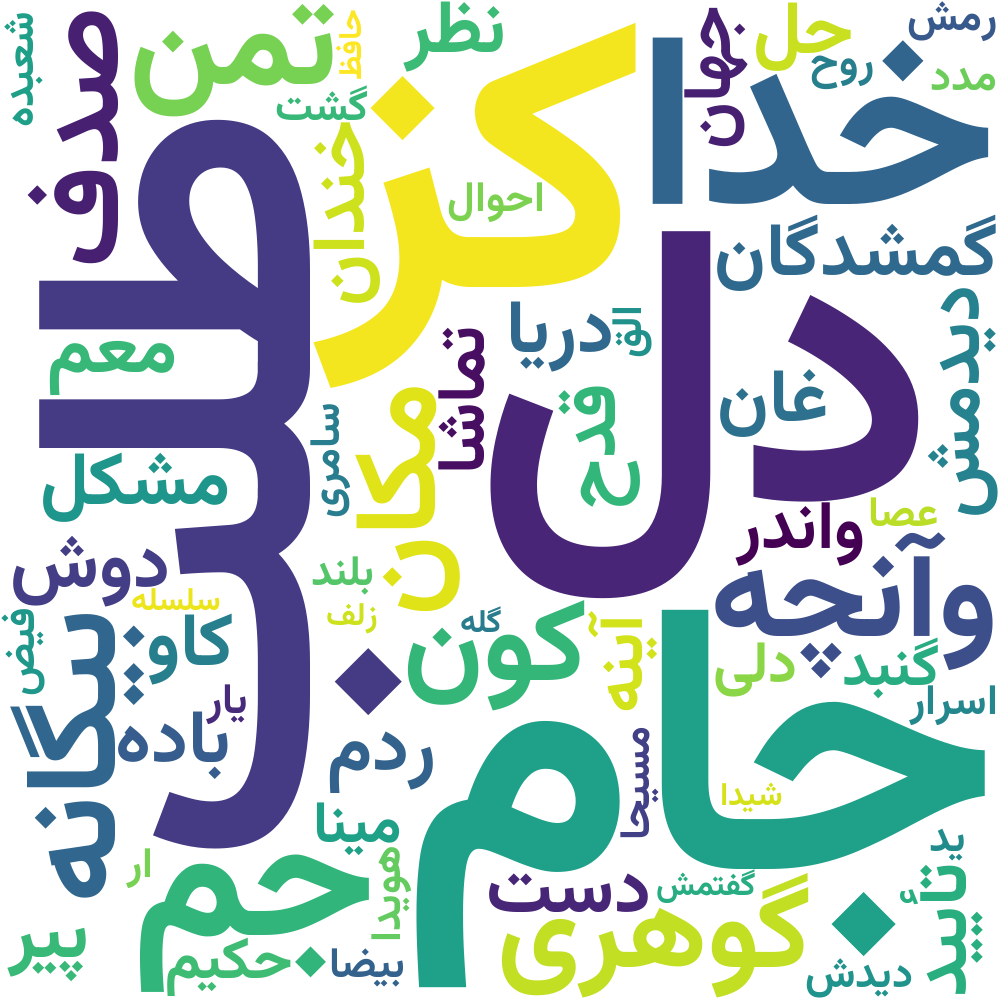 رمش
حافظ
تمن
نظر
حل
شعبده
صدف
جهان
روح
مدد
گشت
خدا
کز
خندان
احوال
طلب
گمشدگان
دل
دیدمش
دریا
الق
تماشا
معم
غان
قدح
مکان
سامری
مشکل
عصا
واندر
دوش
وآنچه
بلند
سلسله
زلف
گله
فیض
کاو
بیگانه
کون
آینه
دلی
گنبد
یار
اسرار
باده
ردم
مسیحا
جام
شیدا
مینا
ید
هویدا
ار
جم
دست
گفتمش
تأیید
گوهری
پیر
حکیم
بیضا
دیدش